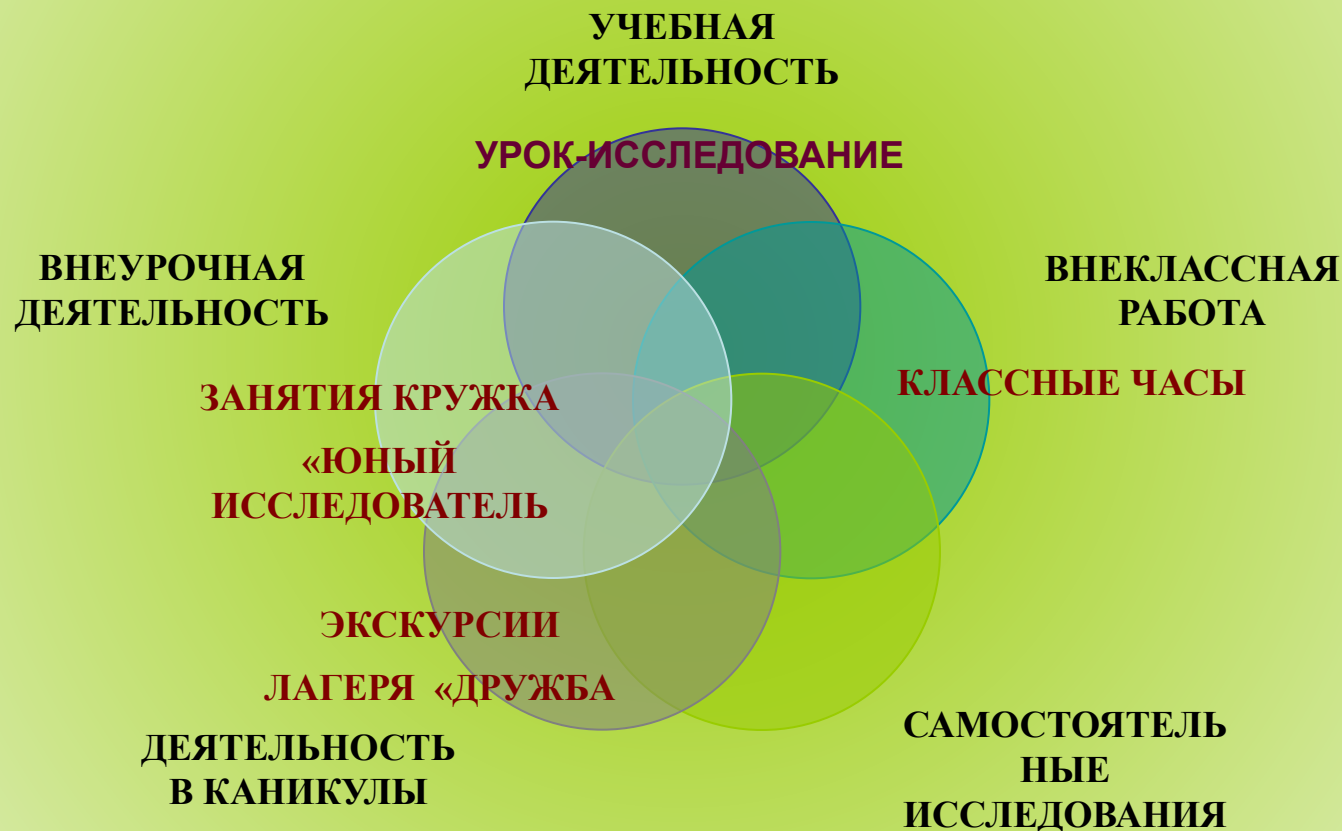 УЧЕБНАЯ
ДЕЯТЕЛЬНОСТЬ
УРОК-ИССЛЕДОВАНИЕ
ВНЕУРОЧНАЯ
ДЕЯТЕЛЬНОСТЬ
ВНЕКЛАССНАЯ
РАБОТА
ЗАНЯТИЯ КРУЖКА
«ЮНЫЙ
ИССЛЕДОВАТЕЛЬ
КЛАССНЫЕ ЧАСЫ
ЭКСКУРСИИ
ЛАГЕРЯ «ДРУЖБА
ДЕЯТЕЛЬНОСТЬ
В КАНИКУЛЫ
САМОСТОЯТЕЛЬ
НЫЕ
ИССЛЕДОВАНИЯ